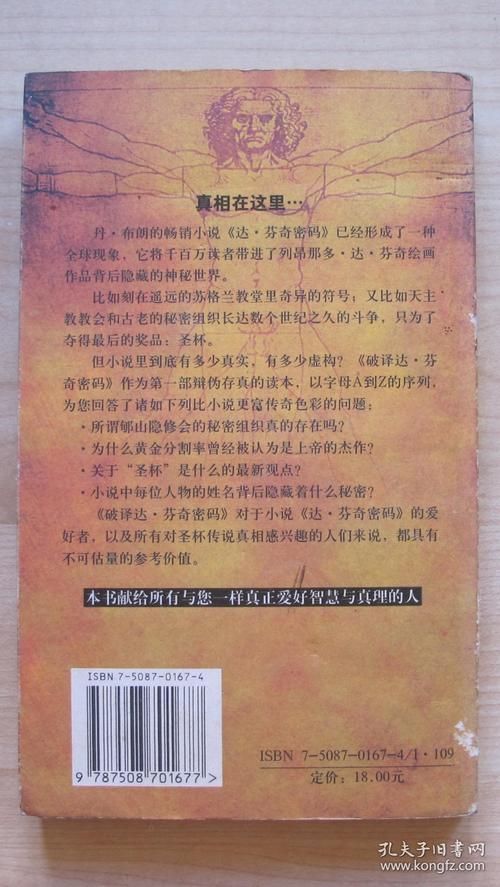 真相在这里…
丹·布朗的畅销小说《达·芬奇密码》已经形成了一种
全球现象，它将千百万读者带进了列昂那多·达·芬奇绘画
作品背后隐藏的神秘世界。
比如刻在遥远的苏格兰教堂里奇异的符号；又比如天主
教教会和古老的秘密组织长达数个世纪之久的斗争，只为了
夺得最后的奖品：圣杯。
但小说里到底有多少真实，有多少虚构？《破译达·芬
奇密码》作为第一部辩伪存真的读本，以字母A到Z的序列，
为您回答了诸如下列比小说更富传奇色彩的问题：
·所谓郇山隐修会的秘密组织真的存在吗？
·为什么黄金分割率曾经被认为是上帝的杰作？
·关于“圣杯”是什么的最新观点？
·小说中每位人物的姓名背后隐藏着什么秘密？
《破译达·芬奇密码》对于小说《达·芬奇密码》的爱
好者，以及所有对圣杯传说真相感兴趣的人们来说，都具有
不可估量的参考价值。
本书献给所有与您一样真正爱好智慧与真理的人
ISBN 7-5087-0167-4
9 787508 701677 >
ISBN 7-5087-0167-4/I·109
定价：18.00元
孔夫子旧书网
www.kongfz.com